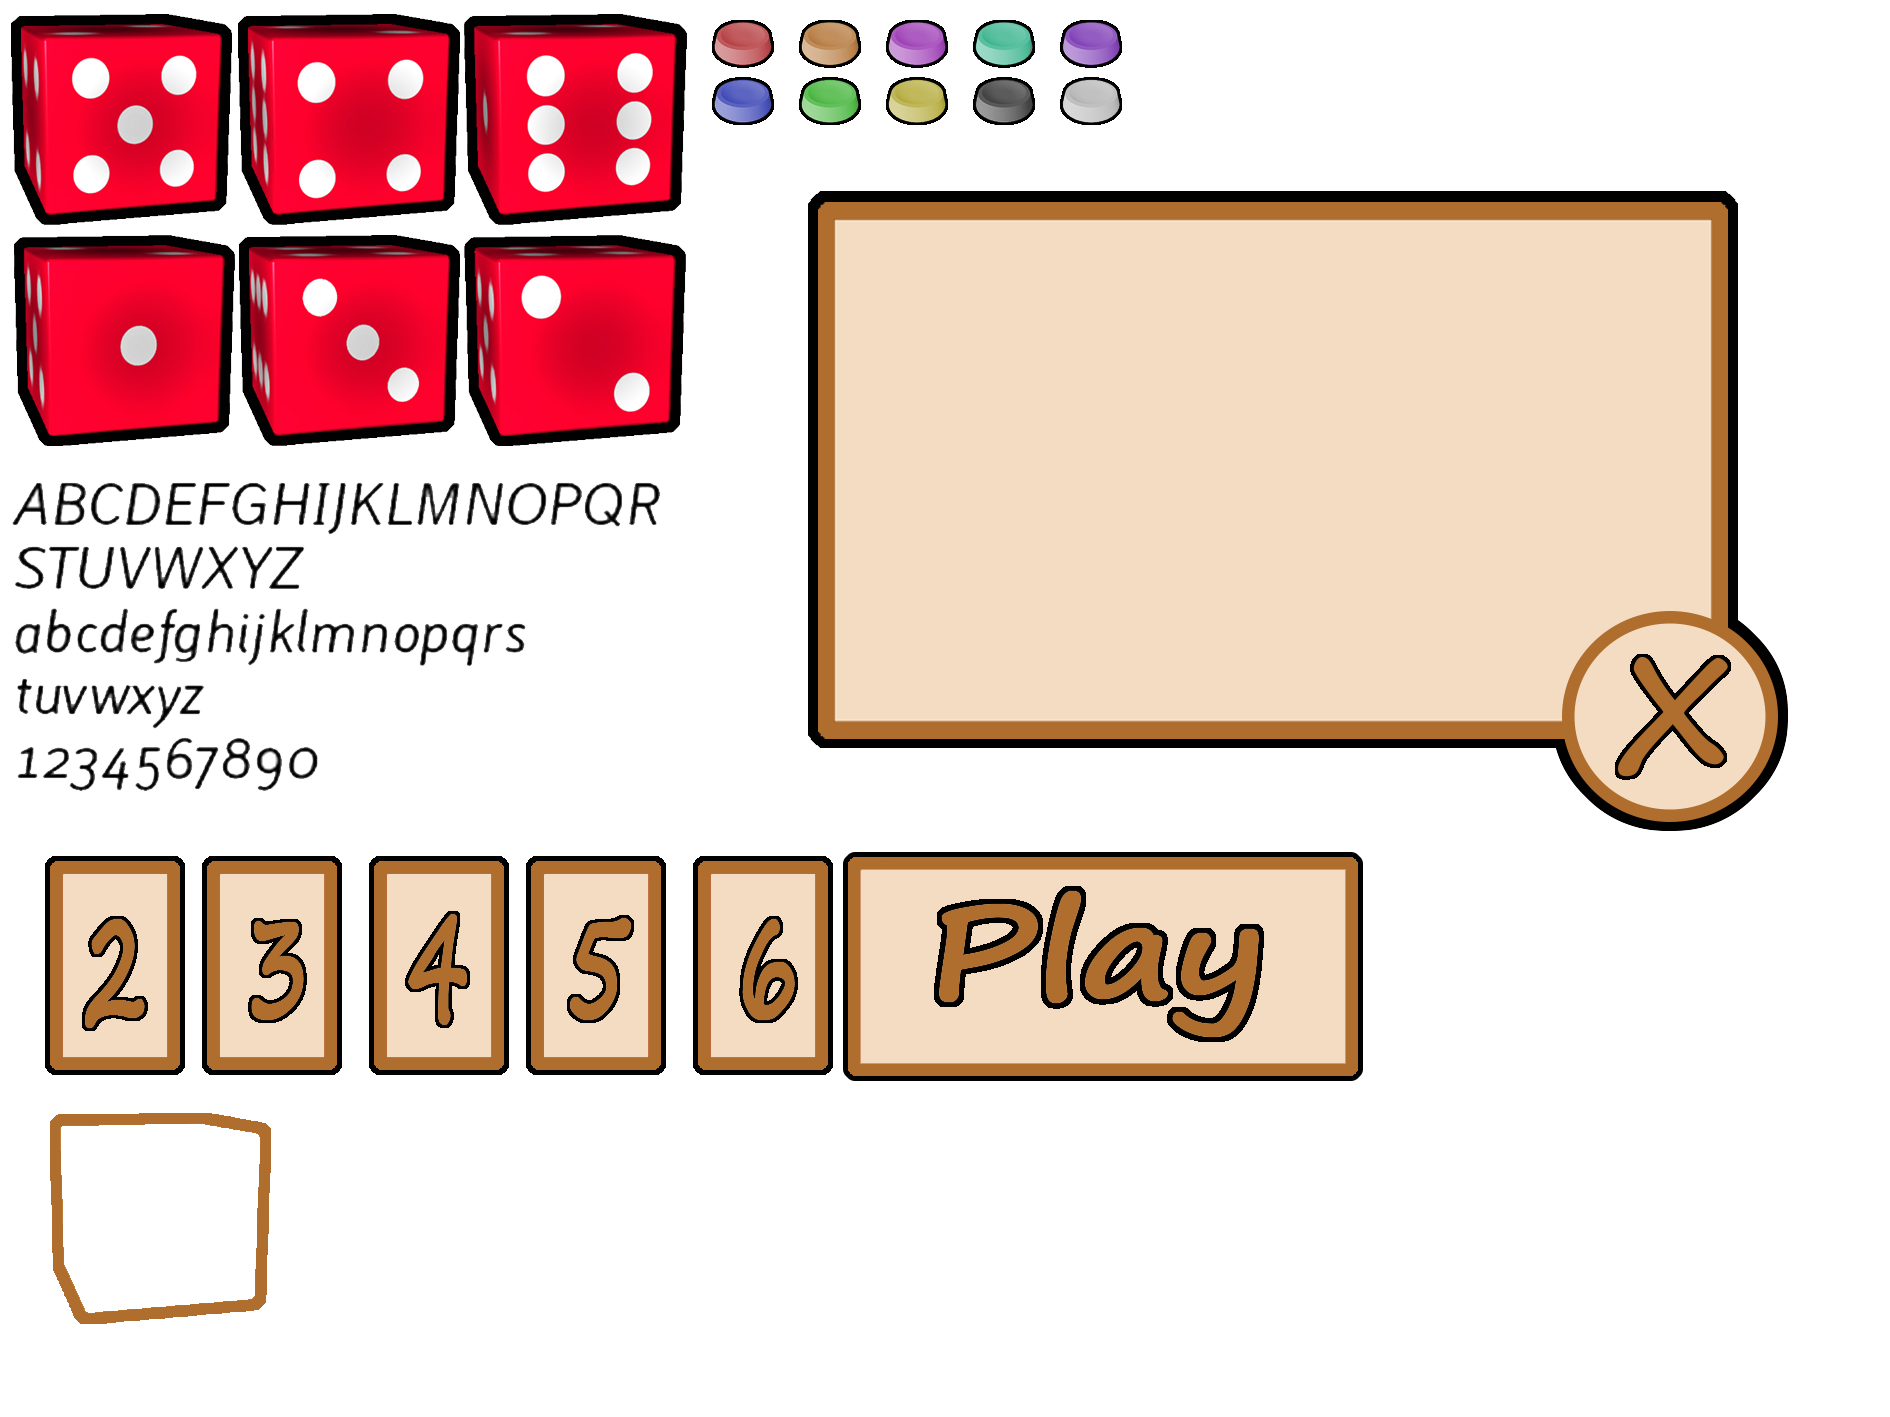 ABCDEFGHIJKLMNOPQR
STUVWXYZ
abcdefghijklmnopqrs
tuvwxyz
1234567890
X
2 3 4 5 6 Play